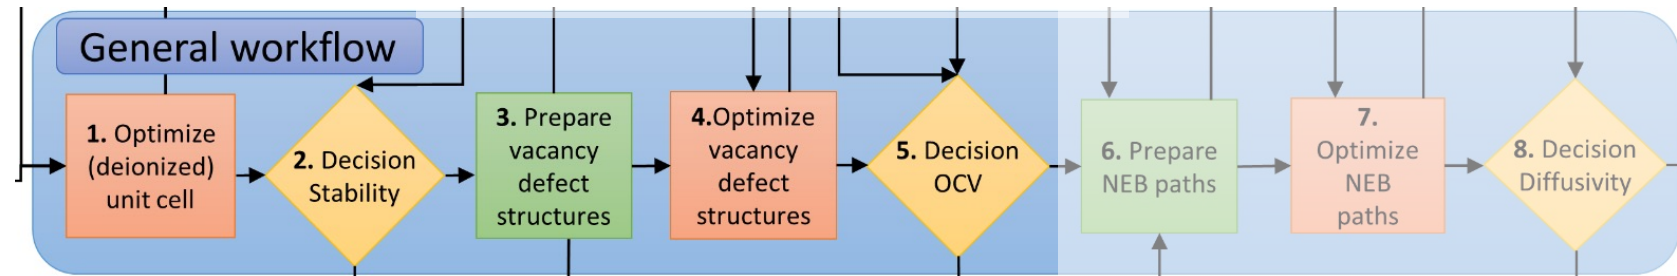 General workflow
1. Optimize
(deionized)
unit cell
2. Decision
Stability
3. Prepare
vacancy
defect
structures
4.Optimize
vacancy
defect
structures
5. Decision
OCV
6. Prepare
NEB paths
7.
Optimize
NEB
paths
8. Decision
Diffusivity